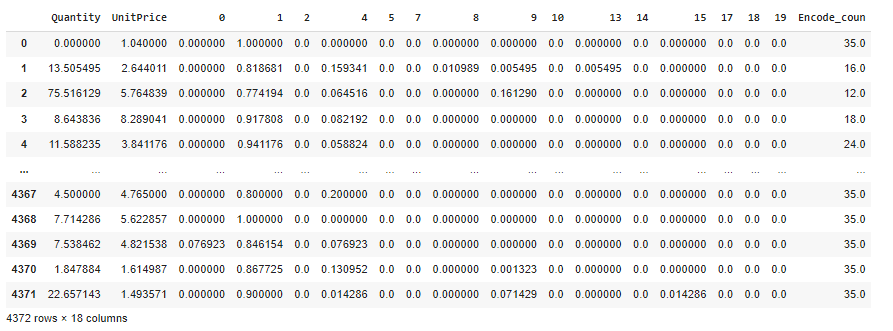 Quantity UnitPrice 0 1 2 4 5 7 8 9 10 13 14 15 17 18 19 Encode_coun
0 0.000000 1.040000 0.000000 1.000000 0.0 0.000000 0.0 0.0 0.000000 0.000000 0.0 0.000000 0.0 0.000000 0.0 0.0 0.0 35.0
1 13.505495 2.644011 0.000000 0.818681 0.0 0.159341 0.0 0.0 0.010989 0.005495 0.0 0.005495 0.0 0.000000 0.0 0.0 0.0 16.0
2 75.516129 5.764839 0.000000 0.774194 0.0 0.064516 0.0 0.0 0.000000 0.161290 0.0 0.000000 0.0 0.000000 0.0 0.0 0.0 12.0
3 8.643836 8.289041 0.000000 0.917808 0.0 0.082192 0.0 0.0 0.000000 0.000000 0.0 0.000000 0.0 0.000000 0.0 0.0 0.0 18.0
4 11.588235 3.841176 0.000000 0.941176 0.0 0.058824 0.0 0.0 0.000000 0.000000 0.0 0.000000 0.0 0.000000 0.0 0.0 0.0 24.0
... ... ... ... ... ... ... ... ... ... ... ... ... ... ... ... ... ... ...
4367 4.500000 4.765000 0.000000 0.800000 0.0 0.200000 0.0 0.0 0.000000 0.000000 0.0 0.000000 0.0 0.000000 0.0 0.0 0.0 35.0
4368 7.714286 5.622857 0.000000 1.000000 0.0 0.000000 0.0 0.0 0.000000 0.000000 0.0 0.000000 0.0 0.000000 0.0 0.0 0.0 35.0
4369 7.538462 4.821538 0.076923 0.846154 0.0 0.076923 0.0 0.0 0.000000 0.000000 0.0 0.000000 0.0 0.000000 0.0 0.0 0.0 35.0
4370 1.847884 1.614987 0.000000 0.867725 0.0 0.130952 0.0 0.0 0.000000 0.001323 0.0 0.000000 0.0 0.000000 0.0 0.0 0.0 35.0
4371 22.657143 1.493571 0.000000 0.900000 0.0 0.014286 0.0 0.0 0.000000 0.071429 0.0 0.000000 0.0 0.014286 0.0 0.0 0.0 35.0
4372 rows × 18 columns